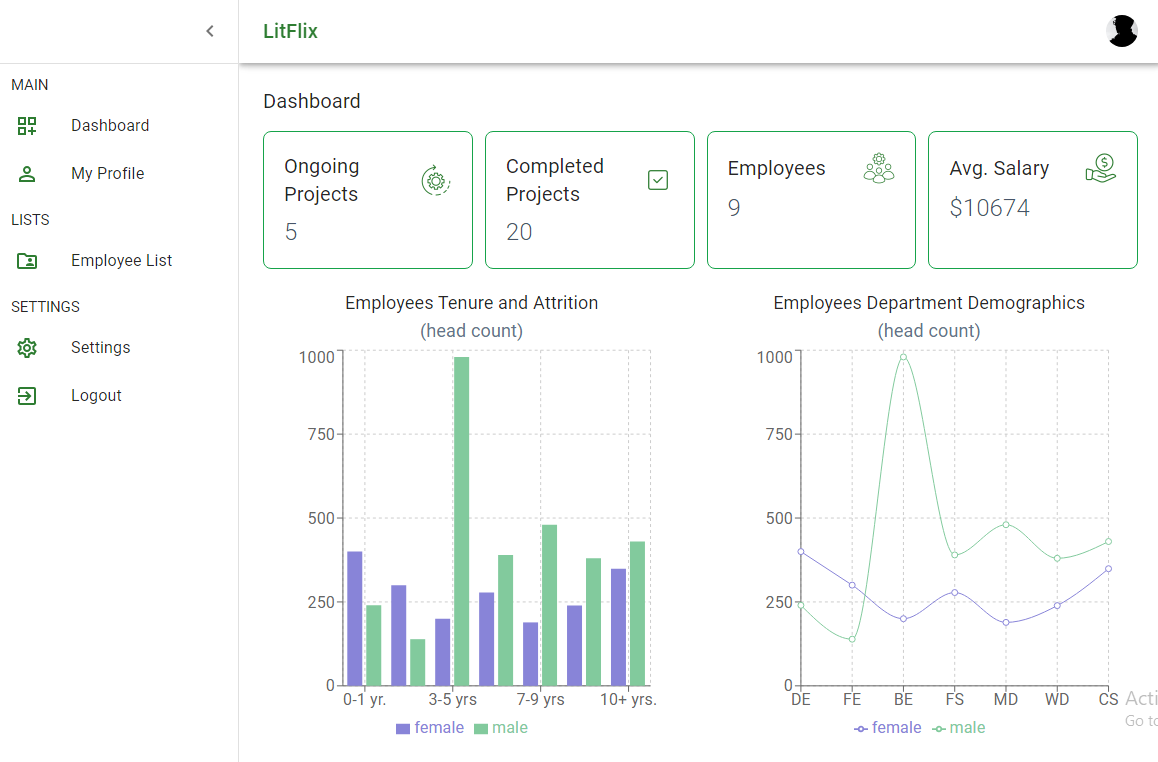 LitFlix
MAIN
Dashboard
My Profile
LISTS
Employee List
SETTINGS
Settings
Logout
Dashboard
Ongoing
Projects
5
Completed
Projects
20
Employees
9
Avg. Salary
$10674
Employees Tenure and Attrition
(head count)
1000
750
500
250
0
0-1 yr. 3-5 yrs 7-9 yrs 10+ yrs.
female male
Employees Department Demographics
(head count)
1000
750
500
250
0
DE FE BE FS MD WD CS
female male
Go to